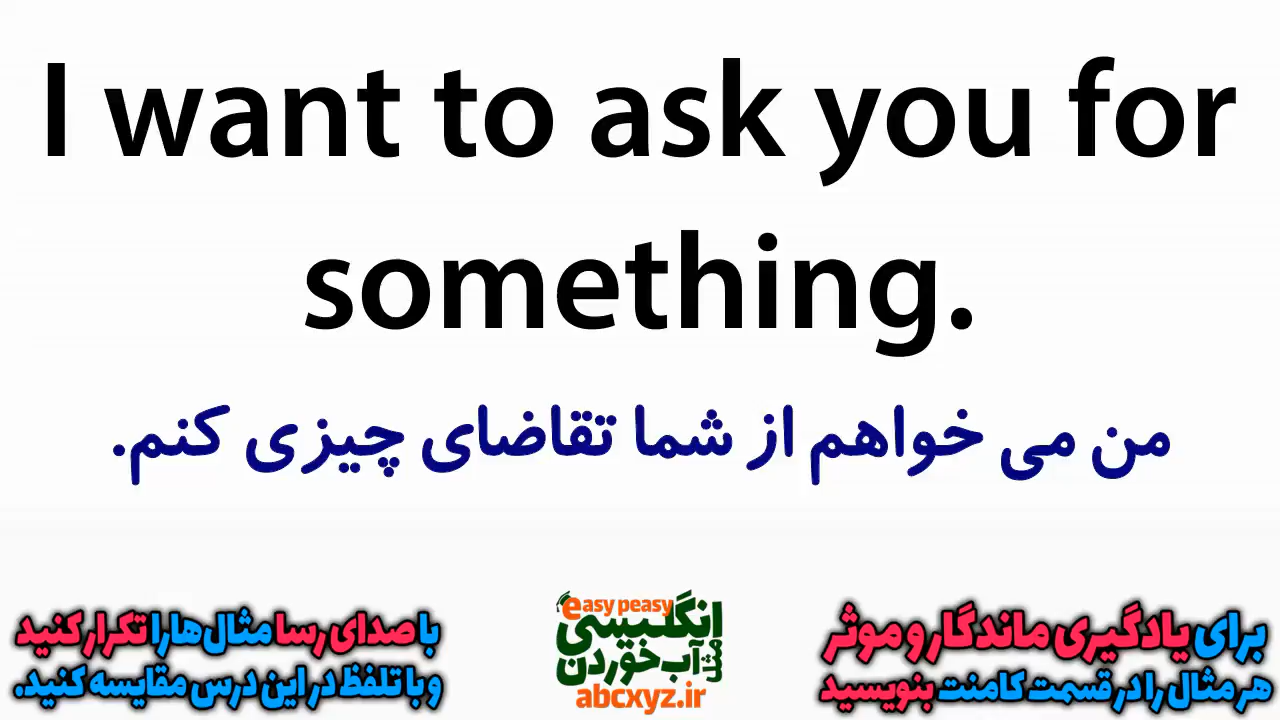 I want to ask you for
something.
من می خواهم از شما تقاضای چیزی کنم.
برای یادگیری ماندگار و موثر
هر مثال را در قسمت کامنت بنویسید
easy peasy
انگلیسی
مثل
آب خوردن
abcxyz.ir
با صدای رسا مثال‌ها را تکرار کنید
و با تلفظ در این درس مقایسه کنید.